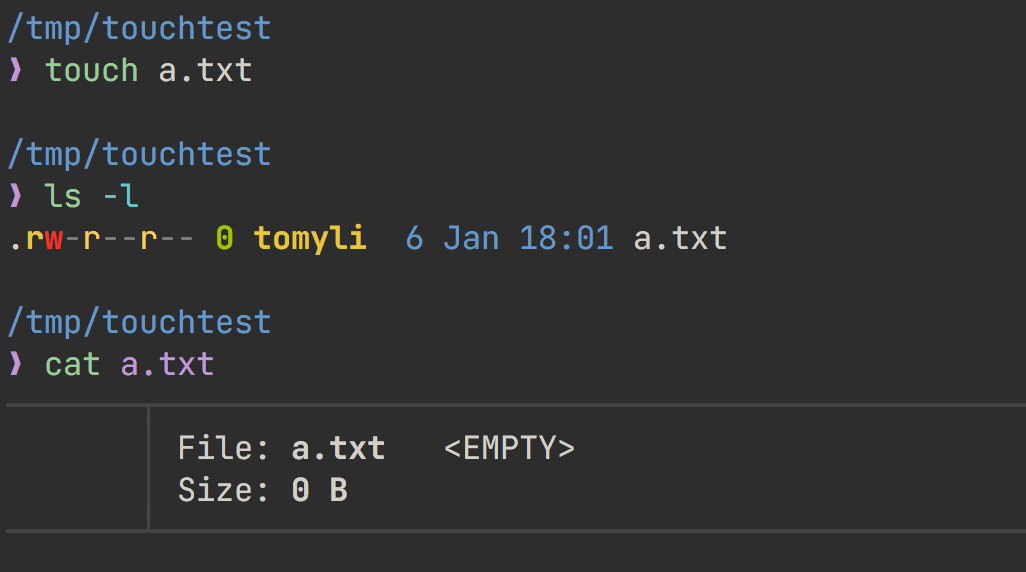 /tmp/touchtest
❯ touch a.txt
/tmp/touchtest
❯ ls -l
.rw-r--r-- 0 tomyli  6 Jan 18:01 a.txt
/tmp/touchtest
❯ cat a.txt
File: a.txt   <EMPTY>
Size: 0 B